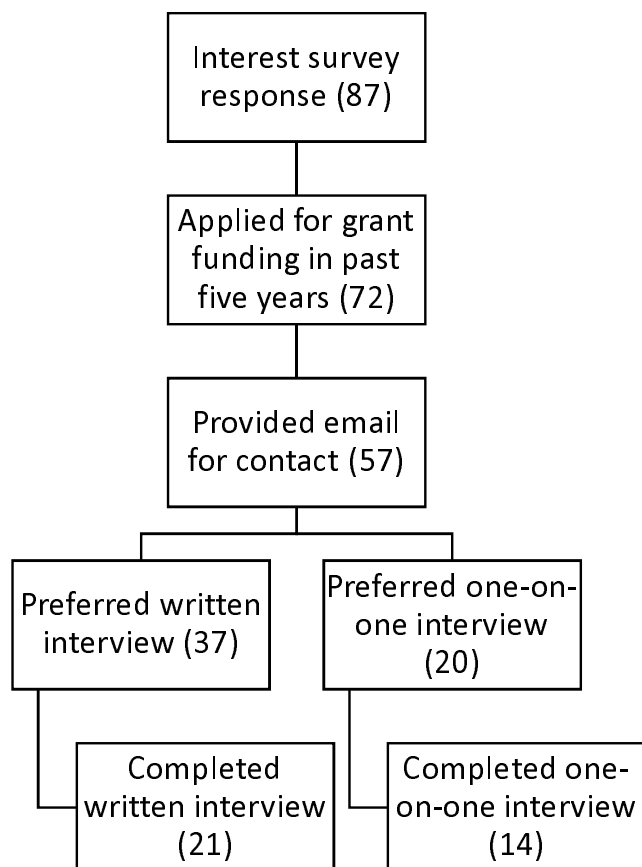 Interest survey
response (87)
Applied for grant
funding in past
five years (72)
Provided email
for contact (57)
Preferred written
interview (37)
Preferred one-on-
one interview
(20)
Completed
written interview
(21)
Completed one-
on-one interview
(14)